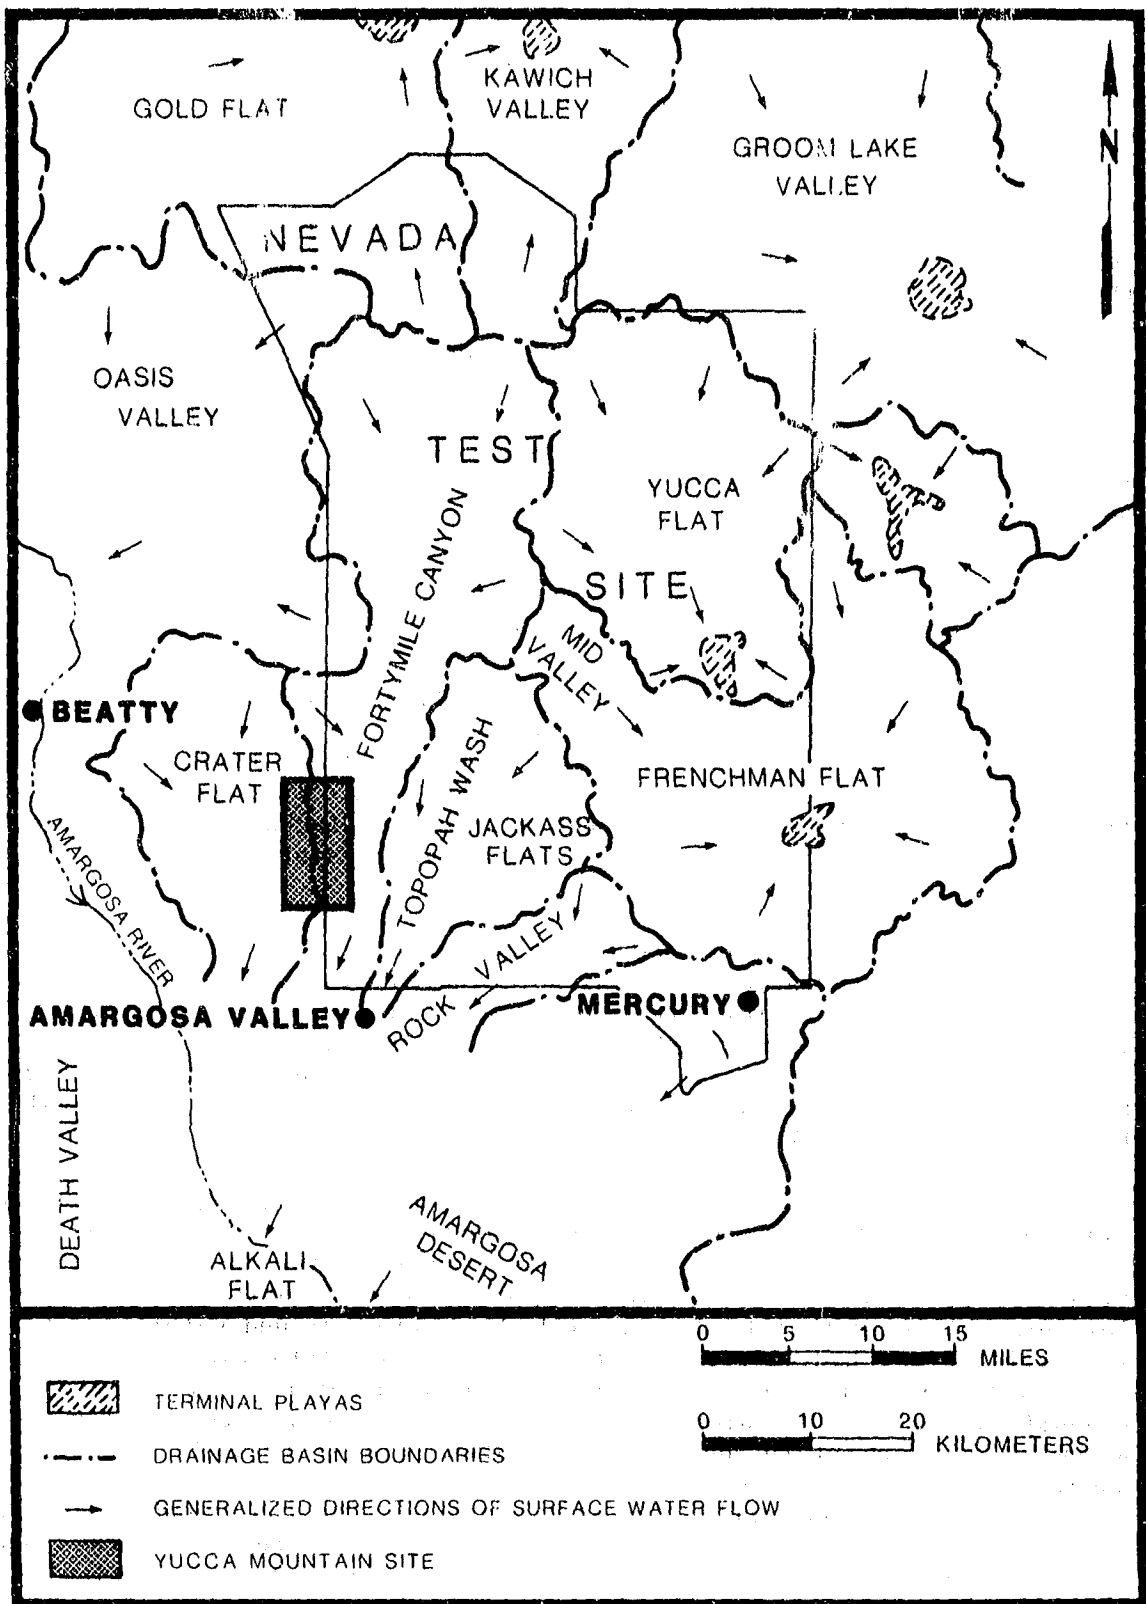 KAWICH
VALLEY
GOLD FLAT
GROOM LAKE
VALLEY
N
NEVADA
OASIS
VALLEY
TEST
YUCCA
FLAT
FORTYMILE CANYON
SITE
MID
VALLEY
BEATTY
CRATER
FLAT
TOPOPAH WASH
FRENCHMAN FLAT
JACKASS
FLATS
AMARGOSA RIVER
ROCK VALLEY
MERCURY
AMARGOSA VALLEY
DEATH VALLEY
AMARGOSA
DESERT
ALKALI
FLAT
0 5 10 15
MILES
TERMINAL PLAYAS
0 10 20
KILOMETERS
DRAINAGE BASIN BOUNDARIES
GENERALIZED DIRECTIONS OF SURFACE WATER FLOW
YUCCA MOUNTAIN SITE